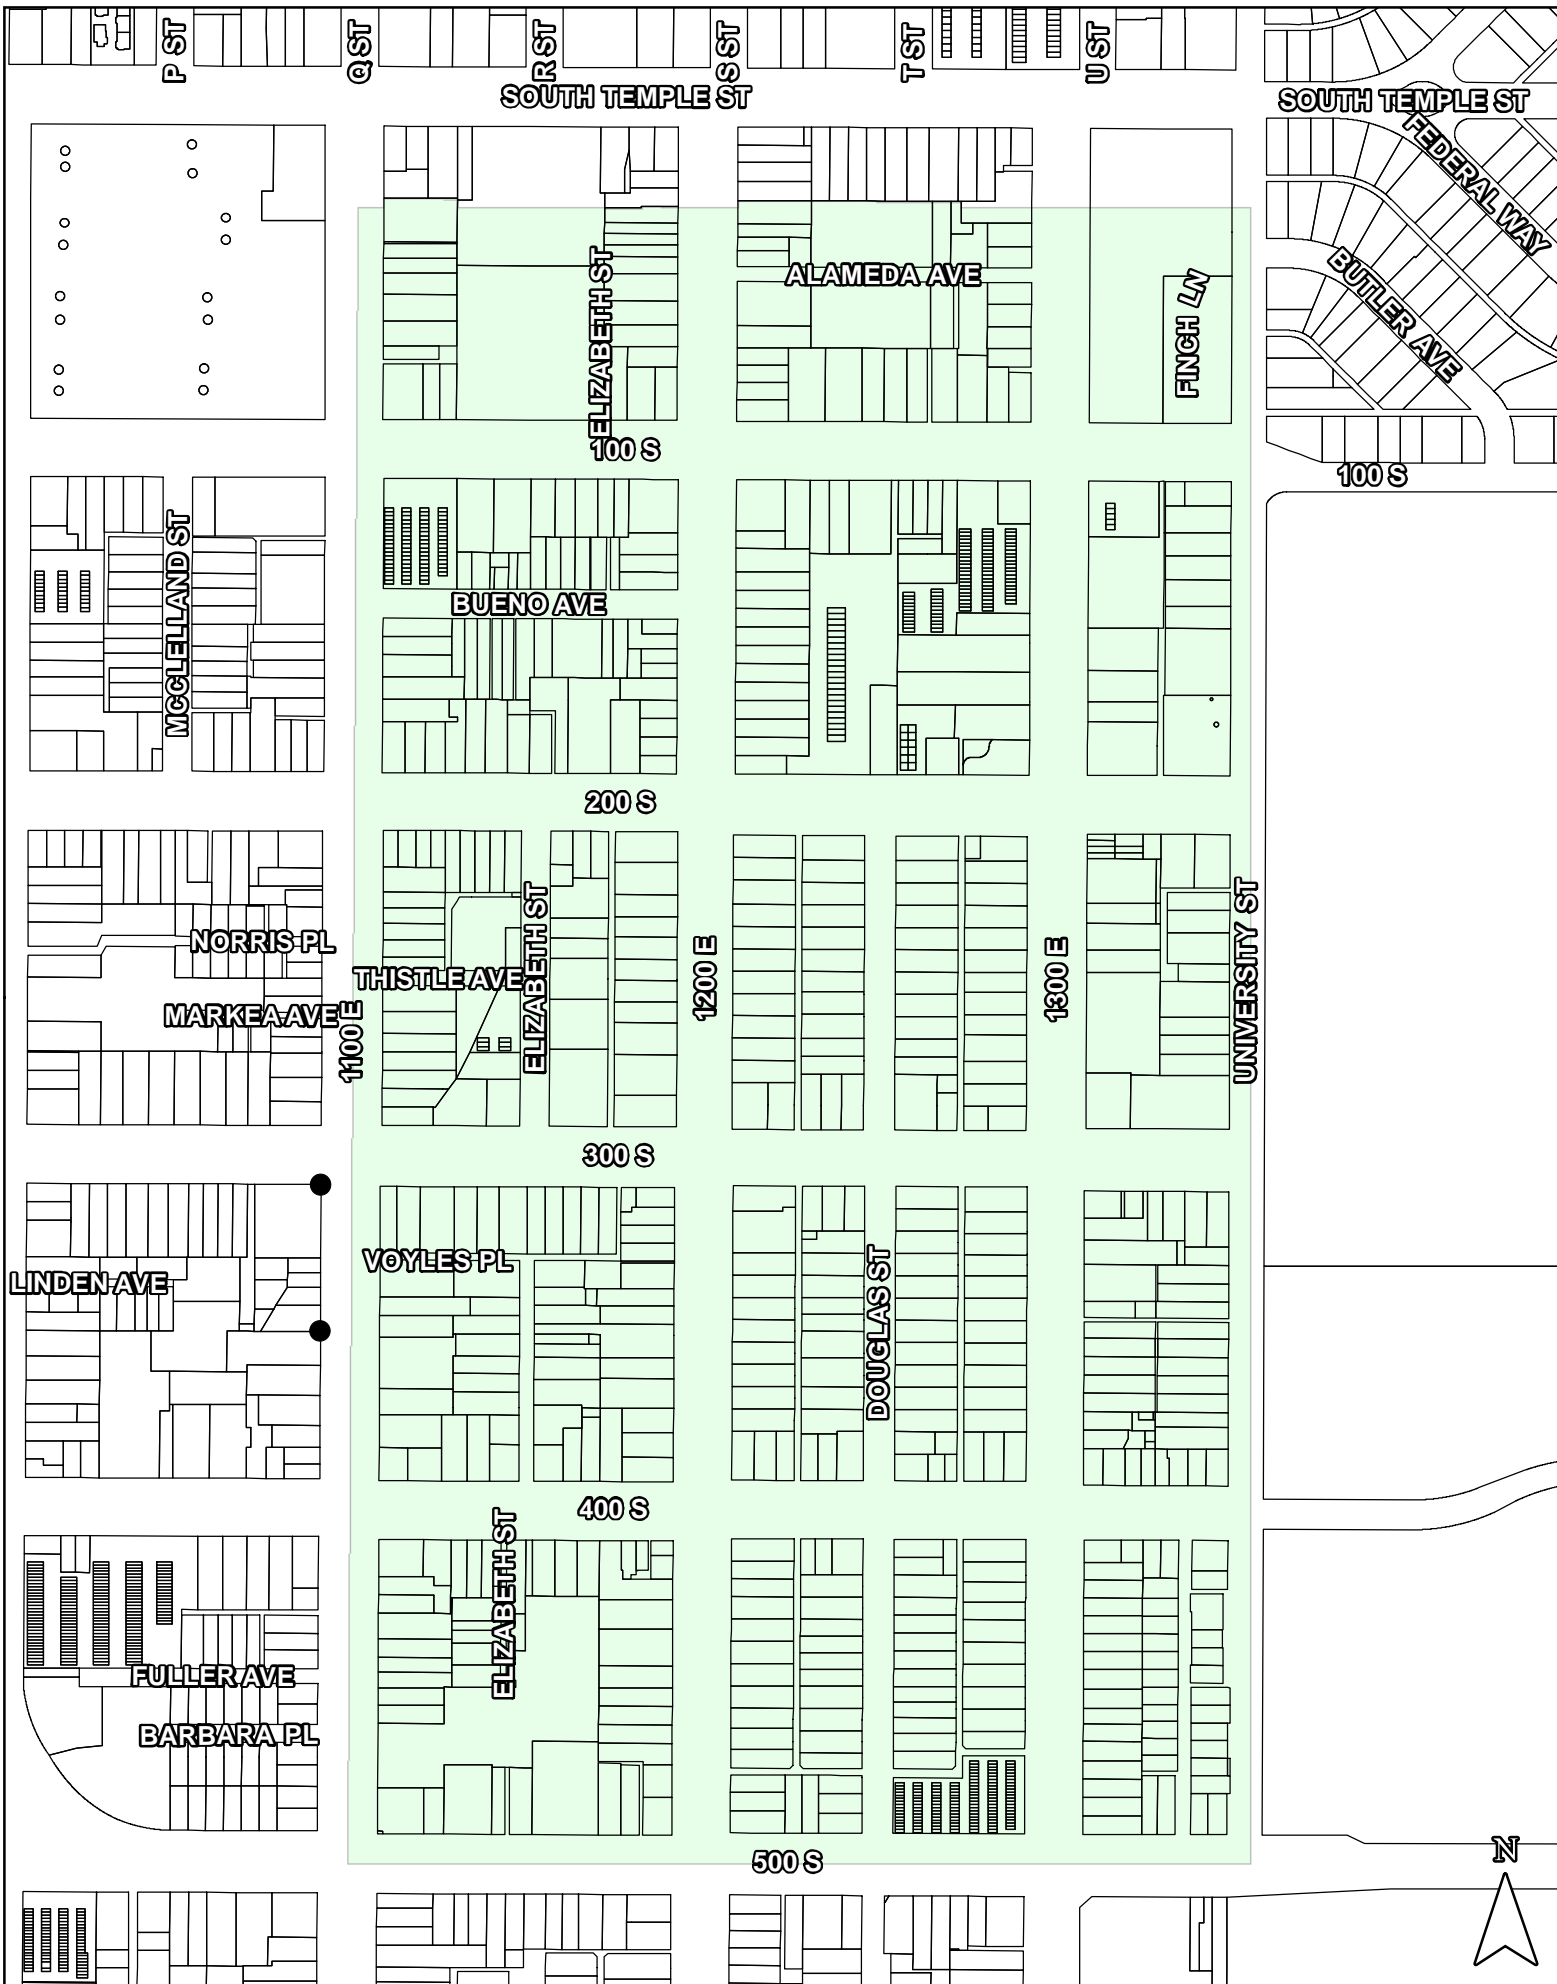 P ST
Q ST
R ST
S ST
T ST
U ST
SOUTH TEMPLE ST
SOUTH TEMPLE ST
FEDERAL WAY
BUTLER AVE
ELIZABETH ST
ALAMEDA AVE
FINCH LN
100 S
100 S
MCCLELLAND ST
BUENO AVE
200 S
NORRIS PL
THISTLE AVE
ELIZABETH ST
1200 E
1300 E
UNIVERSITY ST
MARKEA AVE
1100 E
300 S
VOYLES PL
LINDEN AVE
DOUGLAS ST
400 S
ELIZABETH ST
FULLER AVE
BARBARA PL
500 S
N